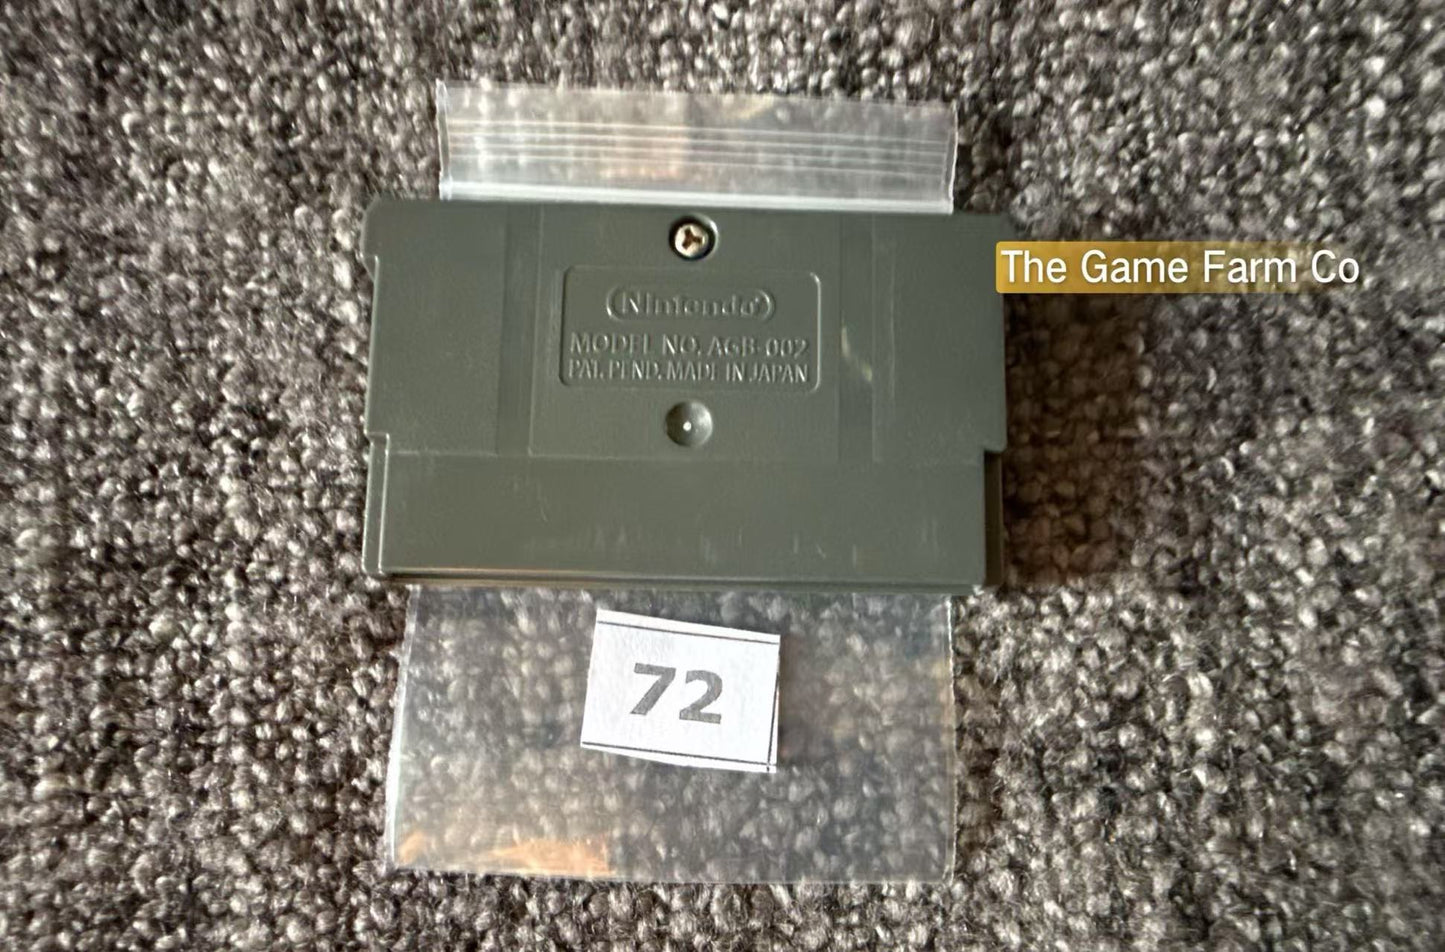 The Game Farm Co
Nintendo®
MODEL NO. AGB-002
PAT. PEND. MADE IN JAPAN
72